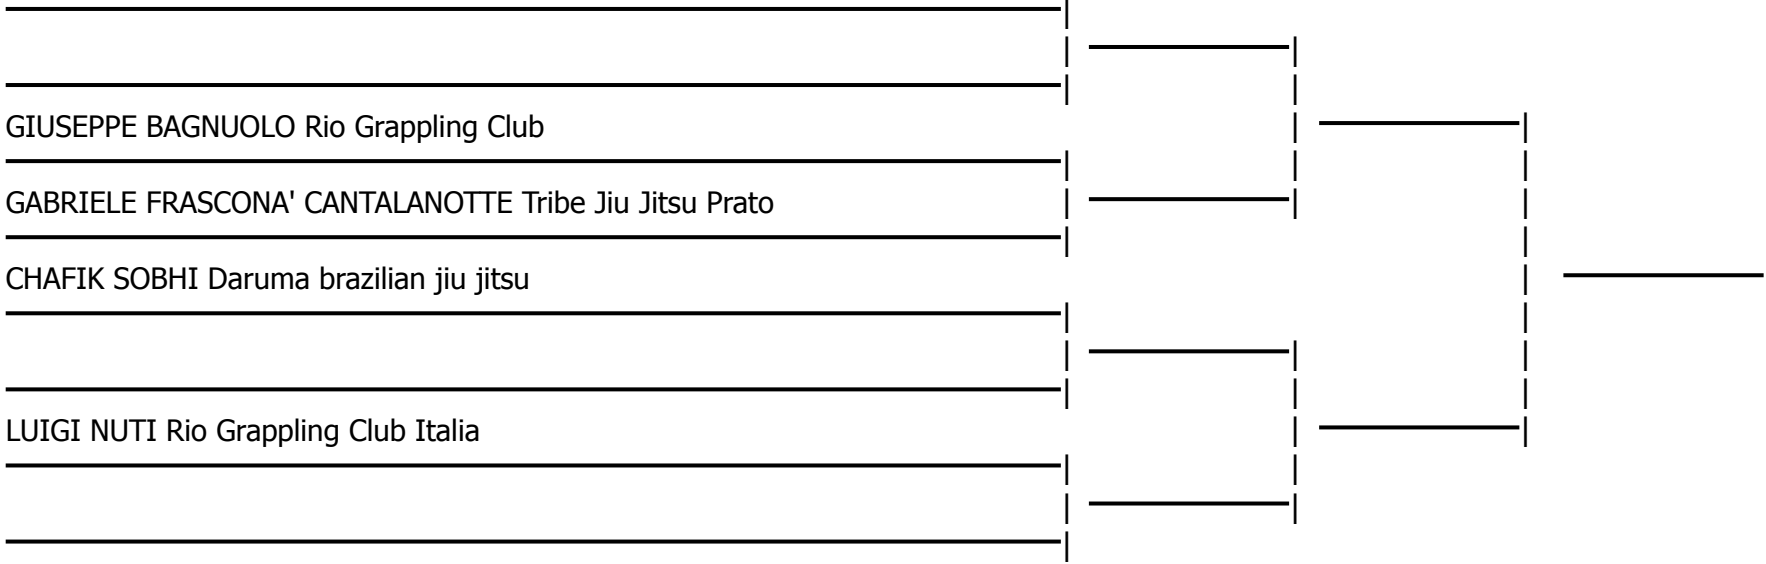 GIUSEPPE BAGNUOLO Rio Grappling Club
GABRIELE FRASCONA' CANTALANOTTE Tribe Jiu Jitsu Prato
CHAFIK SOBHI Daruma brazilian jiu jitsu
LUIGI NUTI Rio Grappling Club Italia